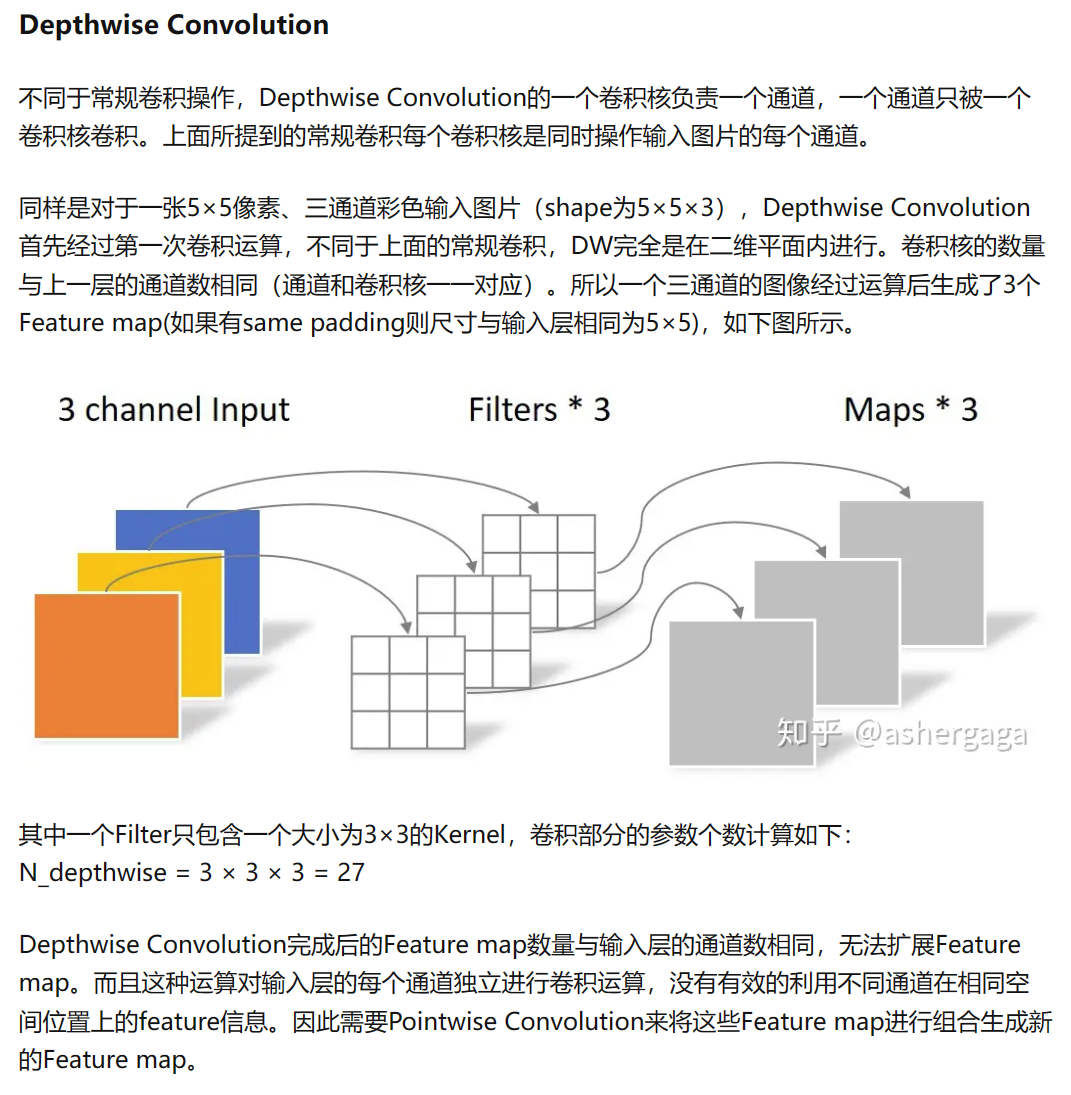 Depthwise Convolution
不同于常规卷积操作，Depthwise Convolution的一个卷积核负责一个通道，一个通道只被一个
卷积核卷积。上面所提到的常规卷积每个卷积核是同时操作输入图片的每个通道。
同样是对于一张5×5像素、三通道彩色输入图片（shape为5×5×3），Depthwise Convolution
首先经过第一次卷积运算，不同于上面的常规卷积，DW完全是在二维平面内进行。卷积核的数量
与上一层的通道数相同（通道和卷积核一一对应）。所以一个三通道的图像经过运算后生成了3个
Feature map(如果有same padding则尺寸与输入层相同为5×5)，如下图所示。
3 channel Input
Filters * 3
Maps * 3
知乎 @ashergaga
其中一个Filter只包含一个大小为3×3的Kernel，卷积部分的参数个数计算如下：
N_depthwise = 3 × 3 × 3 = 27
Depthwise Convolution完成后的Feature map数量与输入层的通道数相同，无法扩展Feature
map。而且这种运算对输入层的每个通道独立进行卷积运算，没有有效的利用不同通道在相同空
间位置上的feature信息。因此需要Pointwise Convolution来将这些Feature map进行组合生成新
的Feature map。